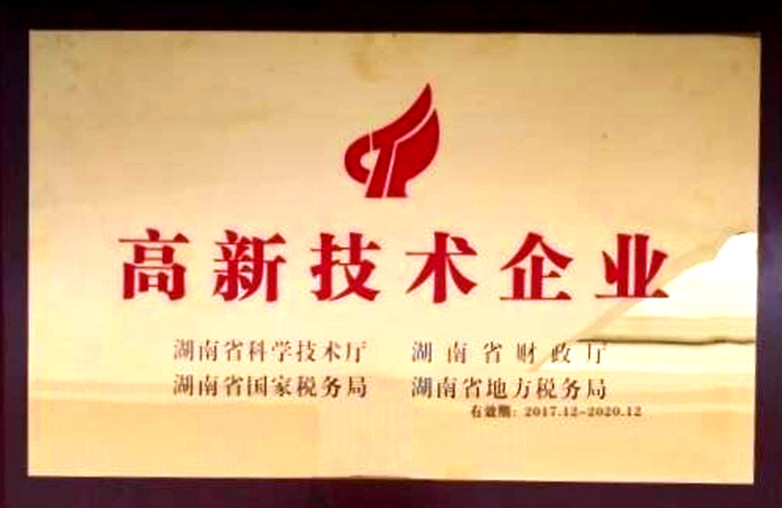 高新技术企业
湖南省科学技术厅 湖南省财政厅
湖南省国家税务局 湖南省地方税务局
有效期：2017.12-2020.12